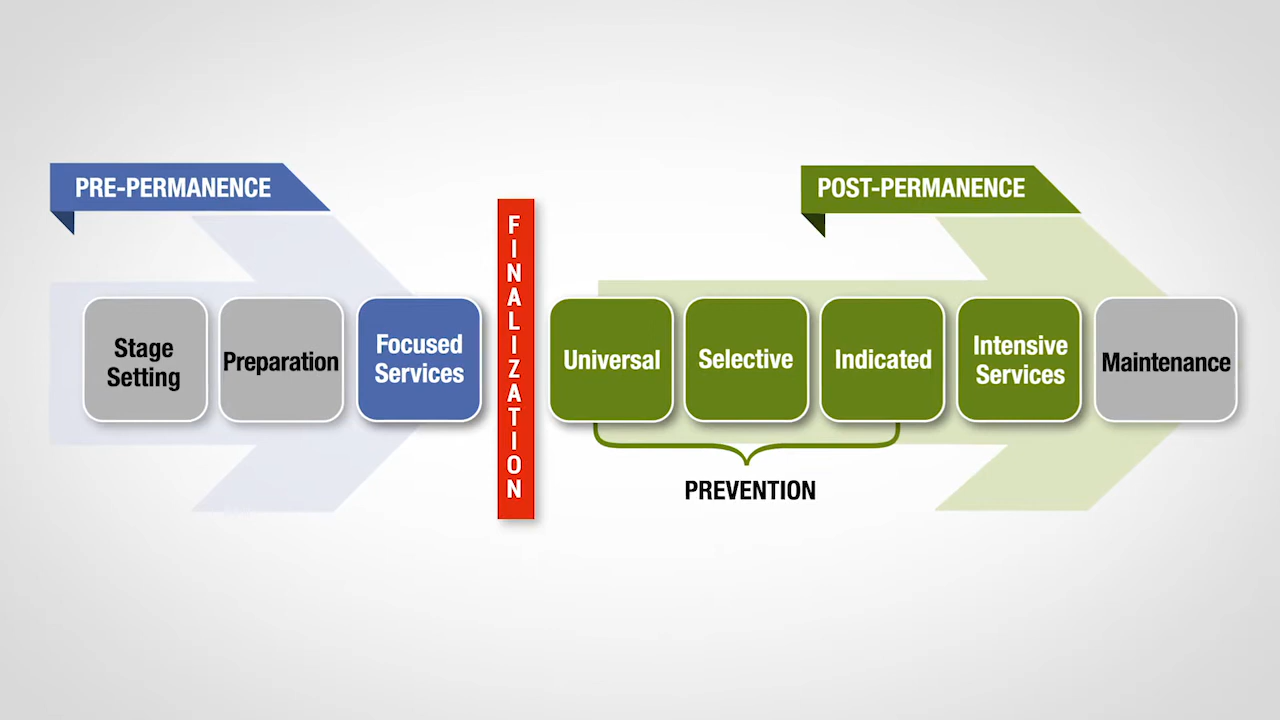 PRE-PERMANENCE
POST-PERMANENCE
FINALIZATION
Stage
Setting
Preparation
Focused
Services
Universal
Selective
Indicated
Intensive
Services
Maintenance
PREVENTION